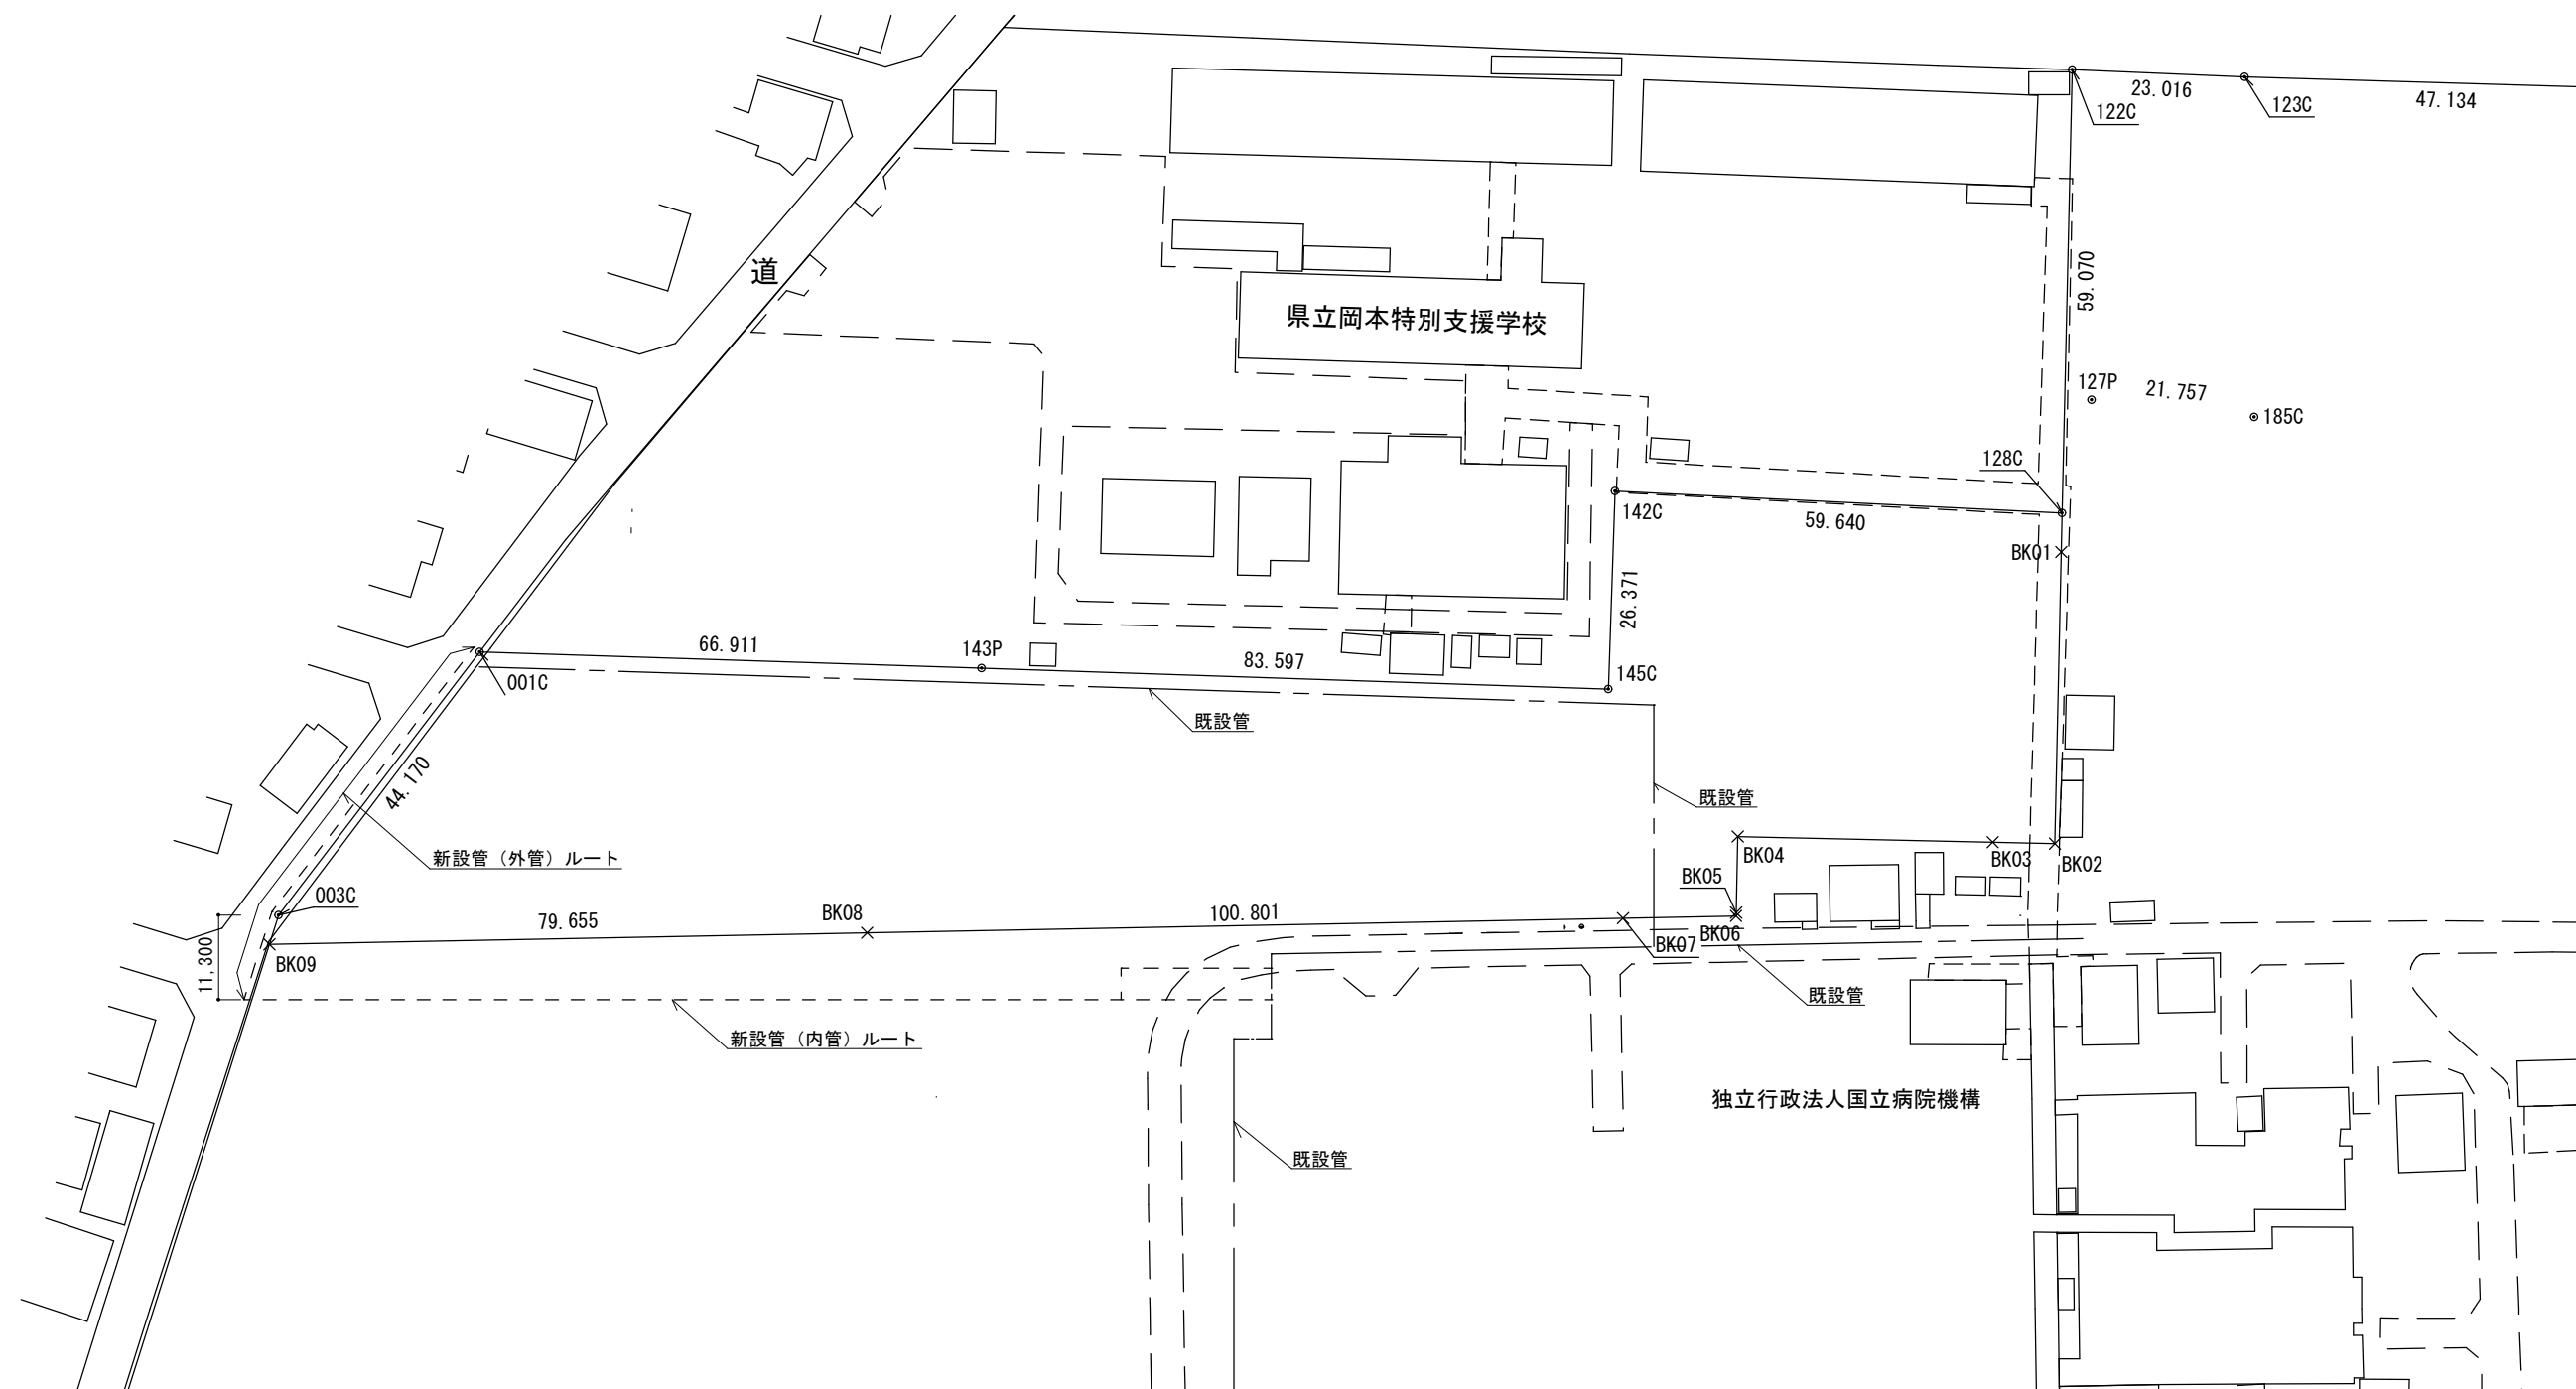 23.016
122C
123C
47.134
道
59.070
県立岡本特別支援学校
127P
21.757
185C
128C
142C
59.640
BK01
26.371
66.911
143P
83.597
145C
001C
既設管
44.170
既設管
新設管（外管）ルート
BK04
BK03
BK02
BK05
003C
79.655
BK08
100.801
BK07
BK06
BK09
11,300
既設管
新設管（内管）ルート
独立行政法人国立病院機構
既設管